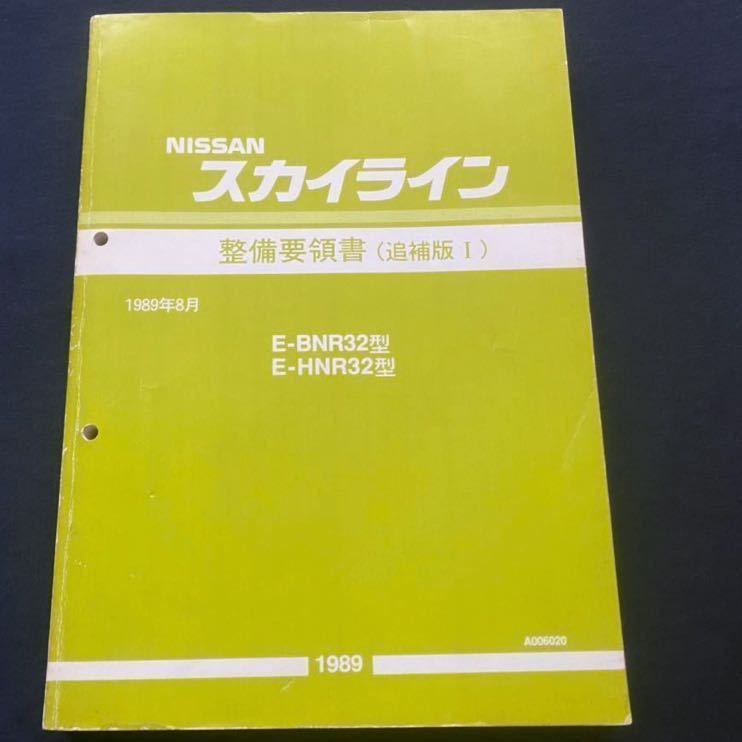 NISSAN
スカイライン
整備要領書（追補版Ⅰ）
1989年8月
E-BNR32型
E-HNR32型
A006020
1989